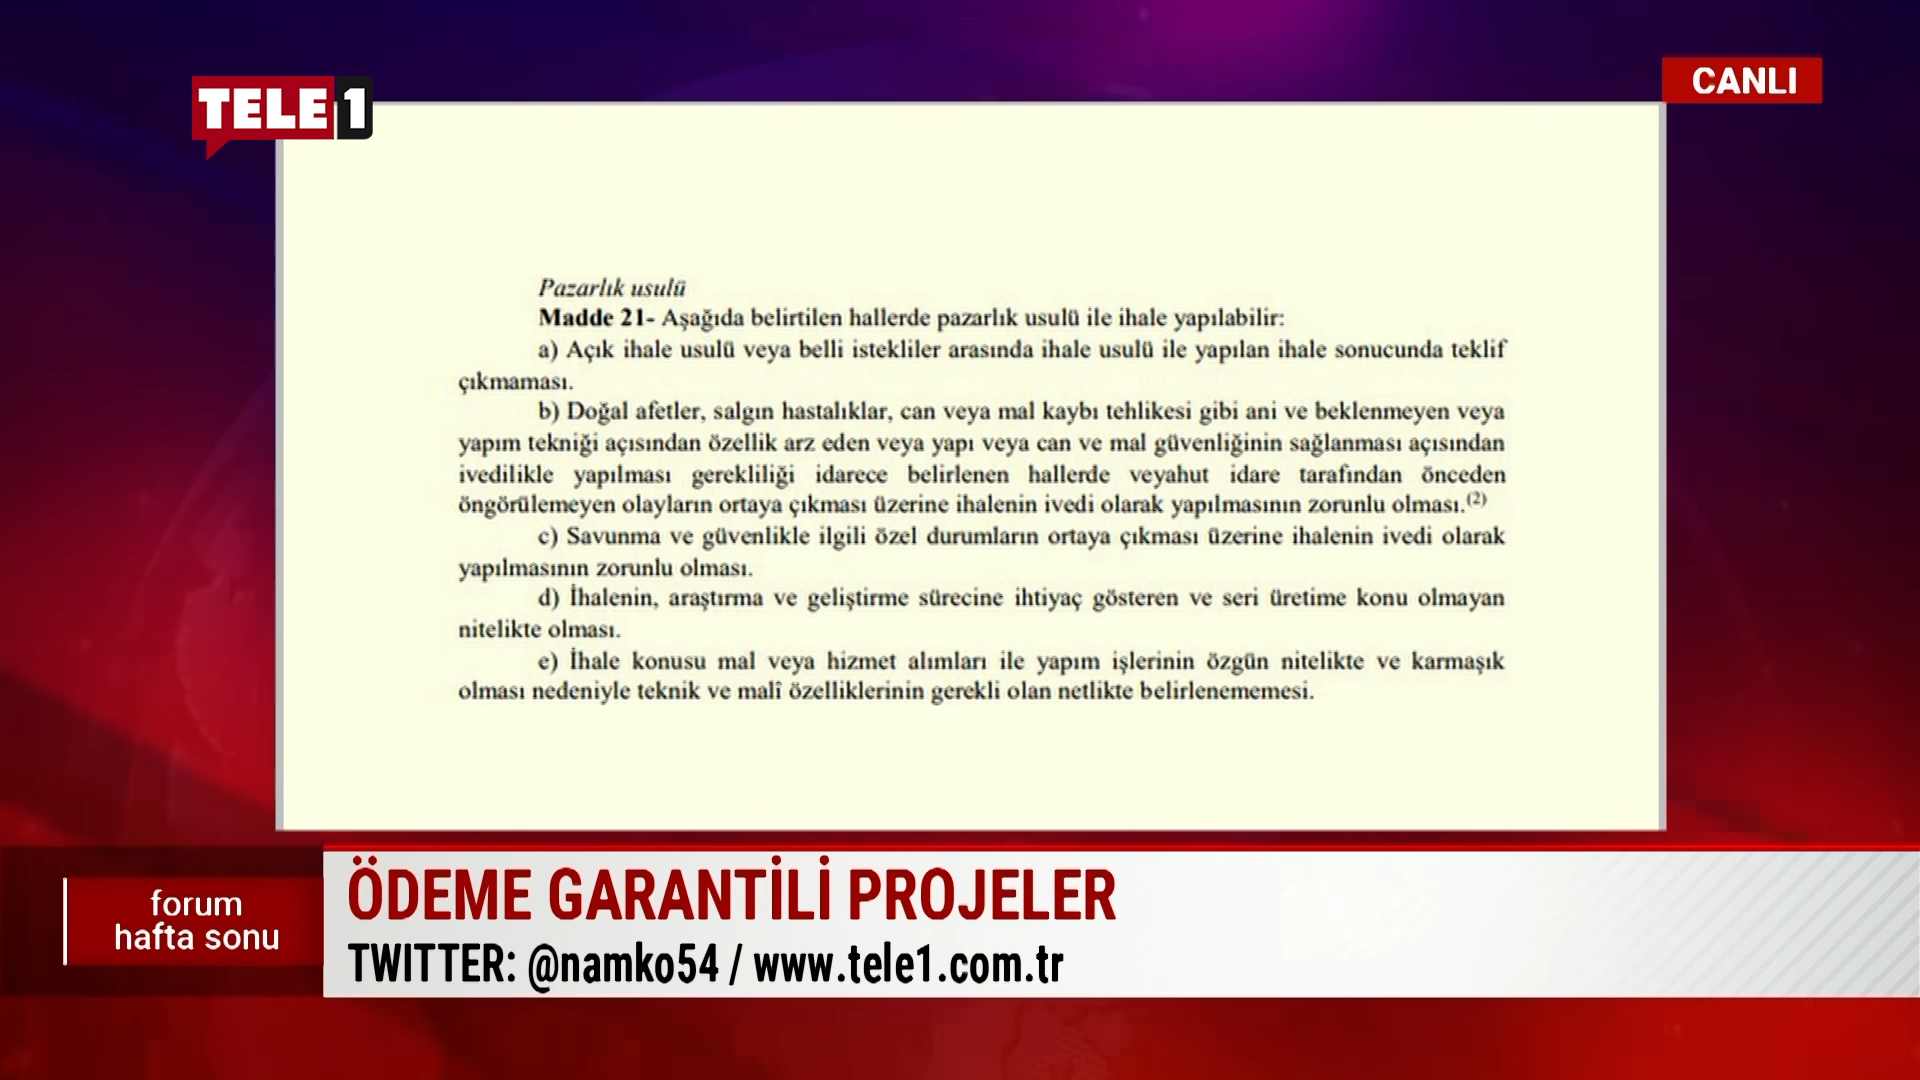 TELE1
CANLI
Pazarlık usulü
Madde 21- Aşağıda belirtilen hallerde pazarlık usulü ile ihale yapılabilir:
a) Açık ihale usulü veya belli istekliler arasında ihale usulü ile yapılan ihale sonucunda teklif
çıkmaması.
b) Doğal afetler, salgın hastalıklar, can veya mal kaybı tehlikesi gibi ani ve beklenmeyen veya
yapım tekniği açısından özellik arz eden veya yapı veya can ve mal güvenliğinin sağlanması açısından
ivedilikle yapılması gerekliliği idarece belirlenen hallerde veyahut idare tarafından önceden
öngörülemeyen olayların ortaya çıkması üzerine ihalenin ivedi olarak yapılmasının zorunlu olması.(2)
c) Savunma ve güvenlikle ilgili özel durumların ortaya çıkması üzerine ihalenin ivedi olarak
yapılmasının zorunlu olması.
d) İhalenin, araştırma ve geliştirme sürecine ihtiyaç gösteren ve seri üretime konu olmayan
nitelikte olması.
e) İhale konusu mal veya hizmet alımları ile yapım işlerinin özgün nitelikte ve karmaşık
olması nedeniyle teknik ve malî özelliklerinin gerekli olan netlikte belirlenememesi.
forum
hafta sonu
ÖDEME GARANTİLİ PROJELER
TWITTER: @namko54 / www.tele1.com.tr